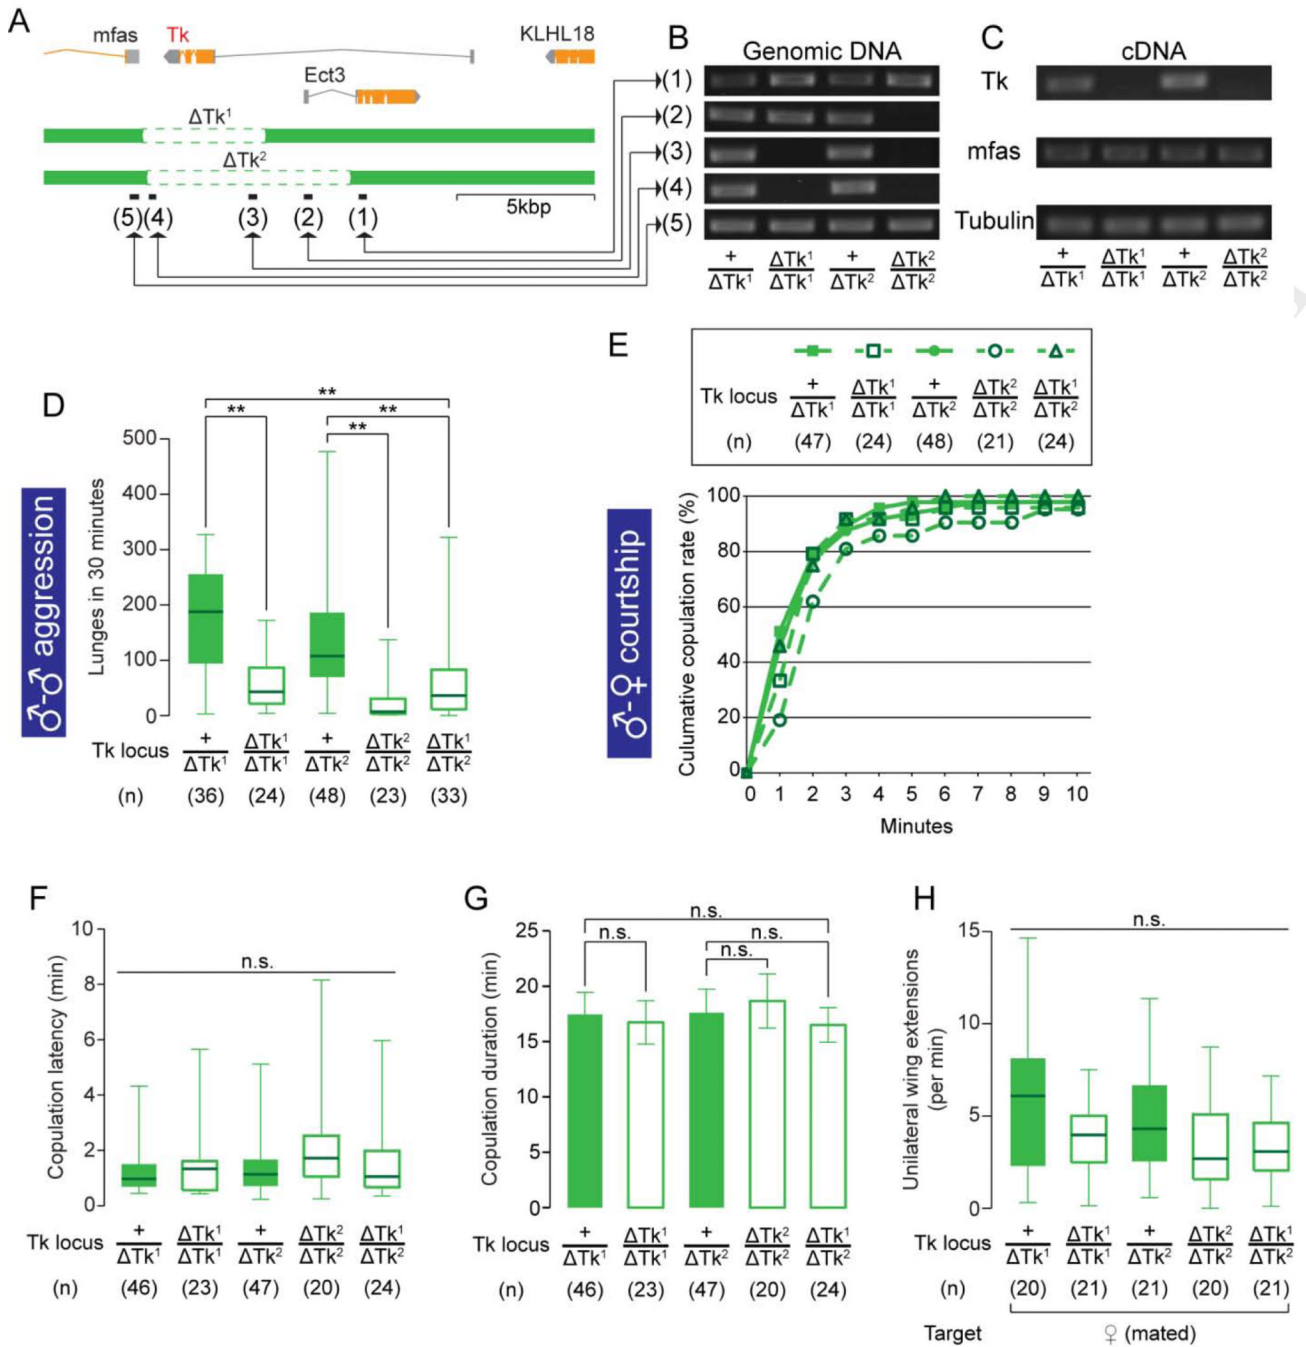 A
mfas Tk KLHL18
Ect3
ΔTk¹
ΔTk²
5kbp
(5) (4) (3) (2) (1)
B
Genomic DNA
(1)
(2)
(3)
(4)
(5)
+ ΔTk¹ + ΔTk²
ΔTk¹ ΔTk¹ ΔTk² ΔTk²
C
cDNA
Tk
mfas
Tubulin
+ ΔTk¹ + ΔTk²
ΔTk¹ ΔTk¹ ΔTk² ΔTk²
D
♂-♂ aggression
Lunges in 30 minutes
**
** **
**
500
400
300
200
100
0
+ ΔTk¹ + ΔTk² ΔTk¹
Tk locus
ΔTk¹ ΔTk¹ ΔTk² ΔTk² ΔTk²
(n) (36) (24) (48) (23) (33)
E
+ ΔTk¹ + ΔTk² ΔTk¹
Tk locus
ΔTk¹ ΔTk¹ ΔTk² ΔTk² ΔTk²
(n) (47) (24) (48) (21) (24)
♂-♀ courtship
Culumative copulation rate (%)
100
80
60
40
20
0
0 1 2 3 4 5 6 7 8 9 10
Minutes
F
Copulation latency (min)
n.s.
10
8
6
4
2
0
+ ΔTk¹ + ΔTk² ΔTk¹
Tk locus
ΔTk¹ ΔTk¹ ΔTk² ΔTk² ΔTk²
(n) (46) (23) (47) (20) (24)
G
Copulation duration (min)
n.s.
n.s. n.s.
n.s.
25
20
15
10
5
0
+ ΔTk¹ + ΔTk² ΔTk¹
Tk locus
ΔTk¹ ΔTk¹ ΔTk² ΔTk² ΔTk²
(n) (46) (23) (47) (20) (24)
H
Unilateral wing extensions
(per min)
n.s.
15
10
5
0
+ ΔTk¹ + ΔTk² ΔTk¹
Tk locus
ΔTk¹ ΔTk¹ ΔTk² ΔTk² ΔTk²
(n) (20) (21) (21) (20) (21)
Target ♀ (mated)